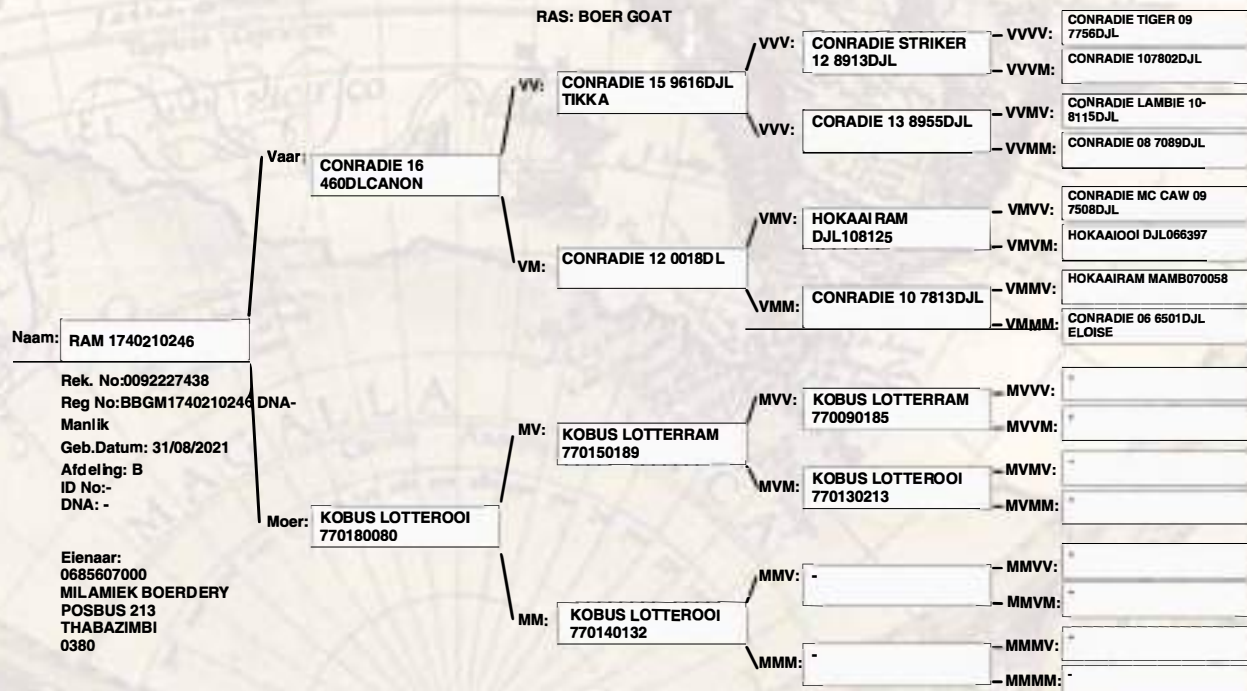 RAS: BOER GOAT
Naam: RAM 1740210246
Rek. No:0092227438
Reg No:BBGM1740210246 DNA-
Manlik
Geb.Datum: 31/08/2021
Afdeling: B
ID No:-
DNA: -
Eienaar:
0685607000
MILAMIEK BOERDERY
POSBUS 213
THABAZIMBI
0380
Vaar: CONRADIE 16
460DLCANON
Moer: KOBUS LOTTEROOI
770180080
VV: CONRADIE 15 9616DJL
TIKKA
VM: CONRADIE 12 0018DL
MV: KOBUS LOTTERRAM
770150189
MM: KOBUS LOTTEROOI
770140132
VVV: CONRADIE STRIKER
12 8913DJL
VVV: CORADIE 13 8955DJL
VMV: HOKAAIRAM
DJL108125
VMM: CONRADIE 10 7813DJL
MVV: KOBUS LOTTERRAM
770090185
MVM: KOBUS LOTTEROOI
770130213
MMV: -
MMM: -
VVVV: CONRADIE TIGER 09
7756DJL
VVVM: CONRADIE 107802DJL
VVMV: CONRADIE LAMBIE 10-
8115DJL
VVMM: CONRADIE 08 7089DJL
VMVV: CONRADIE MC CAW 09
7508DJL
VMVM: HOKAAIOOI DJL066397
VMMV: HOKAAIRAM MAMB070058
VMMM: CONRADIE 06 6501DJL
ELOISE
MVVV: -
MVVM: -
MVMV: -
MVMM: -
MMVV: -
MMVM: -
MMMV: -
MMMM: -